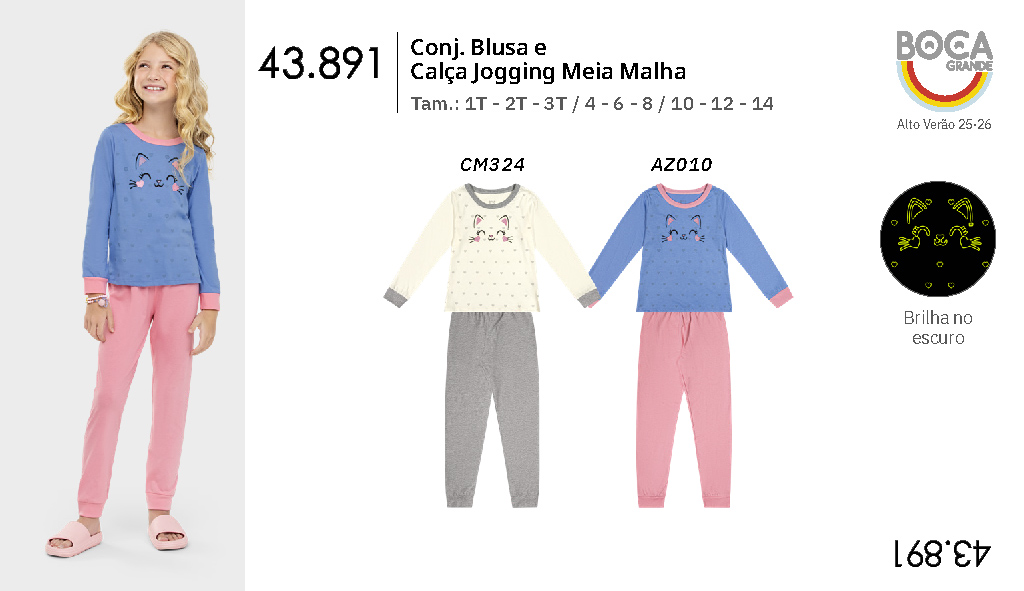 43.891
Conj. Blusa e
Calça Jogging Meia Malha
Tam.: 1T - 2T - 3T / 4 - 6 - 8 / 10 - 12 - 14
BOCA
GRANDE
Alto Verão 25-26
CM324
AZ010
Brilha no
escuro
43.891